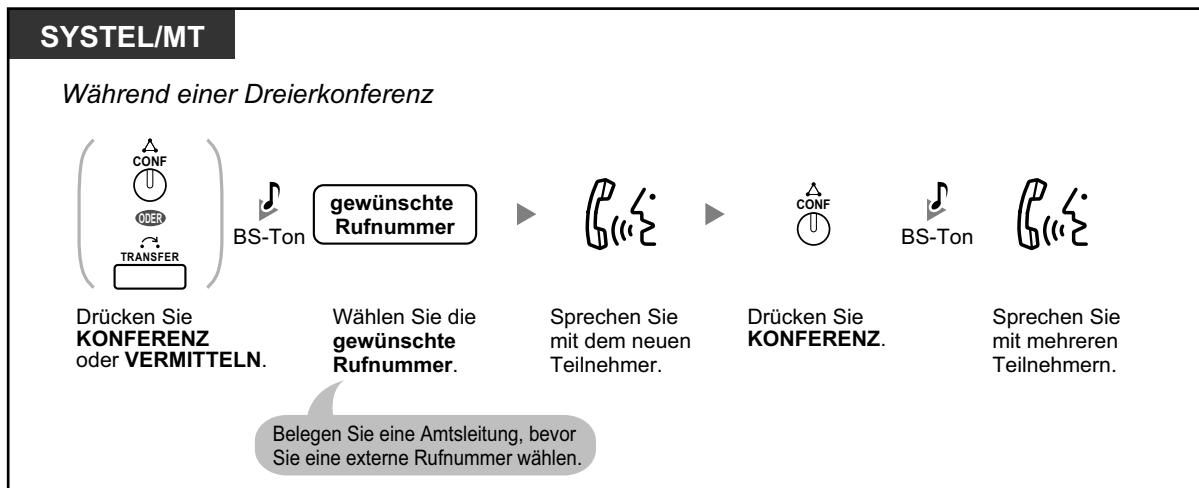 SYSTEL/MT
Während einer Dreierkonferenz
CONF
ODER
TRANSFER
BS-Ton
gewünschte
Rufnummer
CONF
BS-Ton
Drücken Sie
KONFERENZ
oder VERMITTELN.
Wählen Sie die
gewünschte
Rufnummer.
Sprechen Sie
mit dem neuen
Teilnehmer.
Drücken Sie
KONFERENZ.
Sprechen Sie
mit mehreren
Teilnehmern.
Belegen Sie eine Amtsleitung, bevor
Sie eine externe Rufnummer wählen.